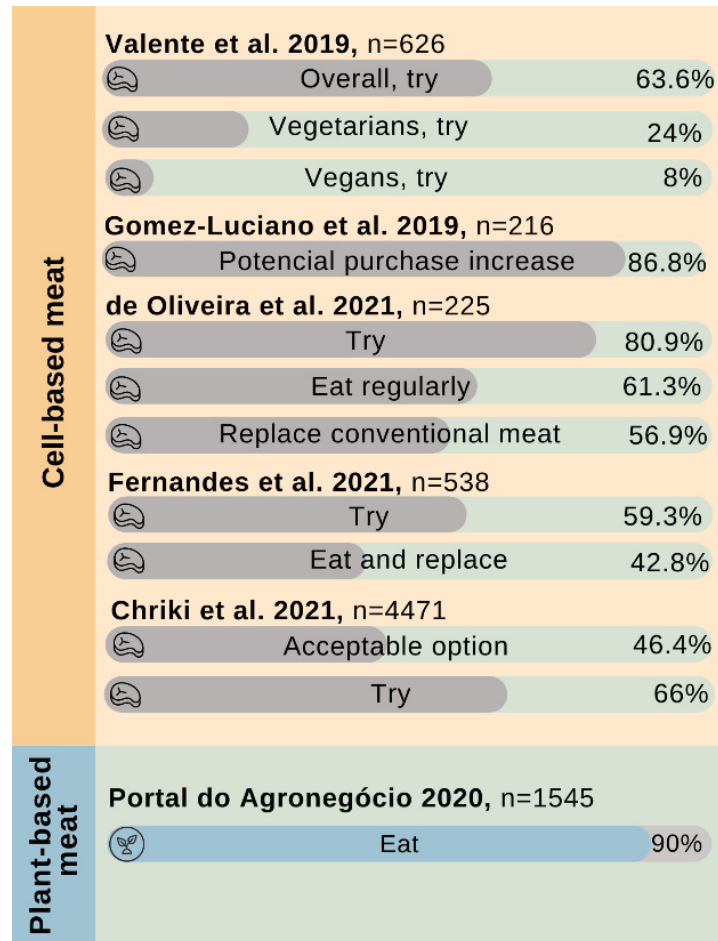 Cell-based meat
Valente et al. 2019, n=626
Overall, try 63.6%
Vegetarians, try 24%
Vegans, try 8%
Gomez-Luciano et al. 2019, n=216
Potencial purchase increase 86.8%
de Oliveira et al. 2021, n=225
Try 80.9%
Eat regularly 61.3%
Replace conventional meat 56.9%
Fernandes et al. 2021, n=538
Try 59.3%
Eat and replace 42.8%
Chriki et al. 2021, n=4471
Acceptable option 46.4%
Try 66%
Plant-based
meat
Portal do Agronegócio 2020, n=1545
Eat 90%